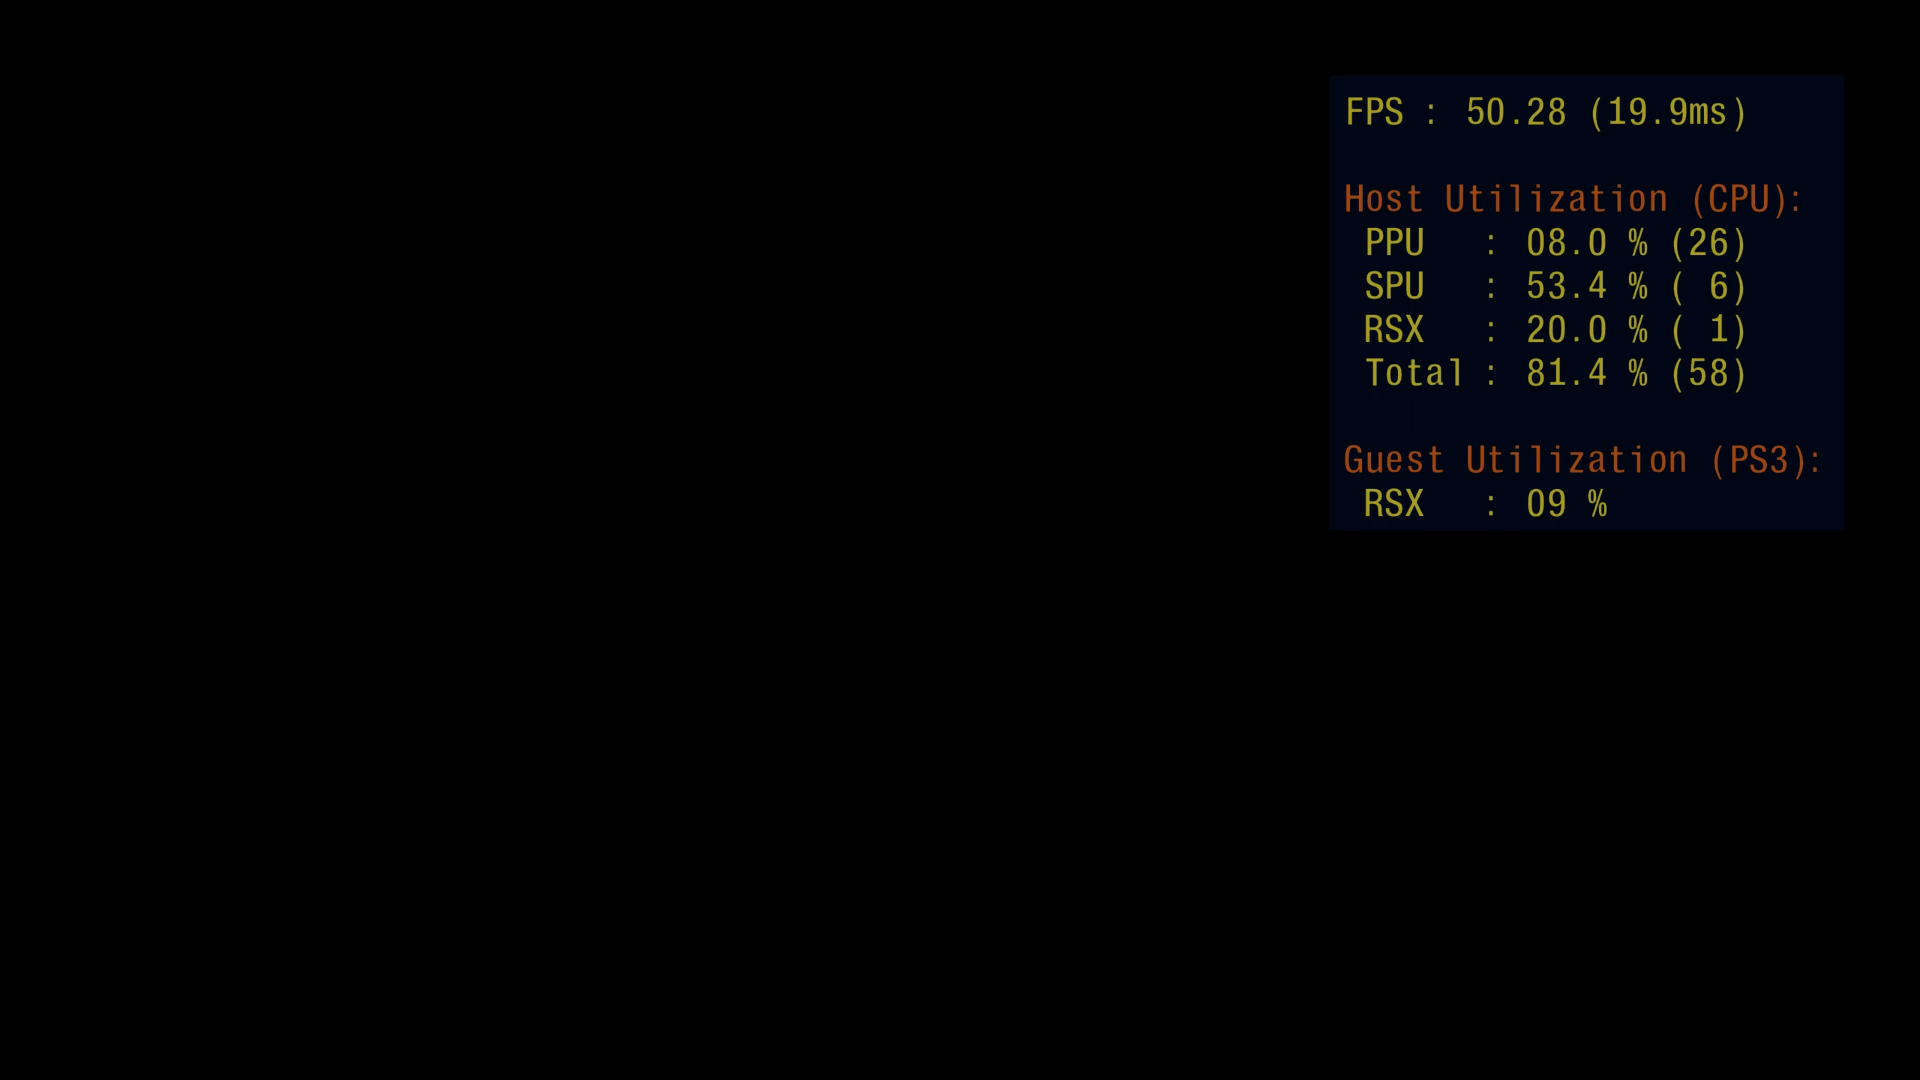 FPS : 50.28 (19.9ms)
Host Utilization (CPU):
PPU : 08.0 % (26)
SPU : 53.4 % ( 6)
RSX : 20.0 % ( 1)
Total : 81.4 % (58)
Guest Utilization (PS3):
RSX : 09 %